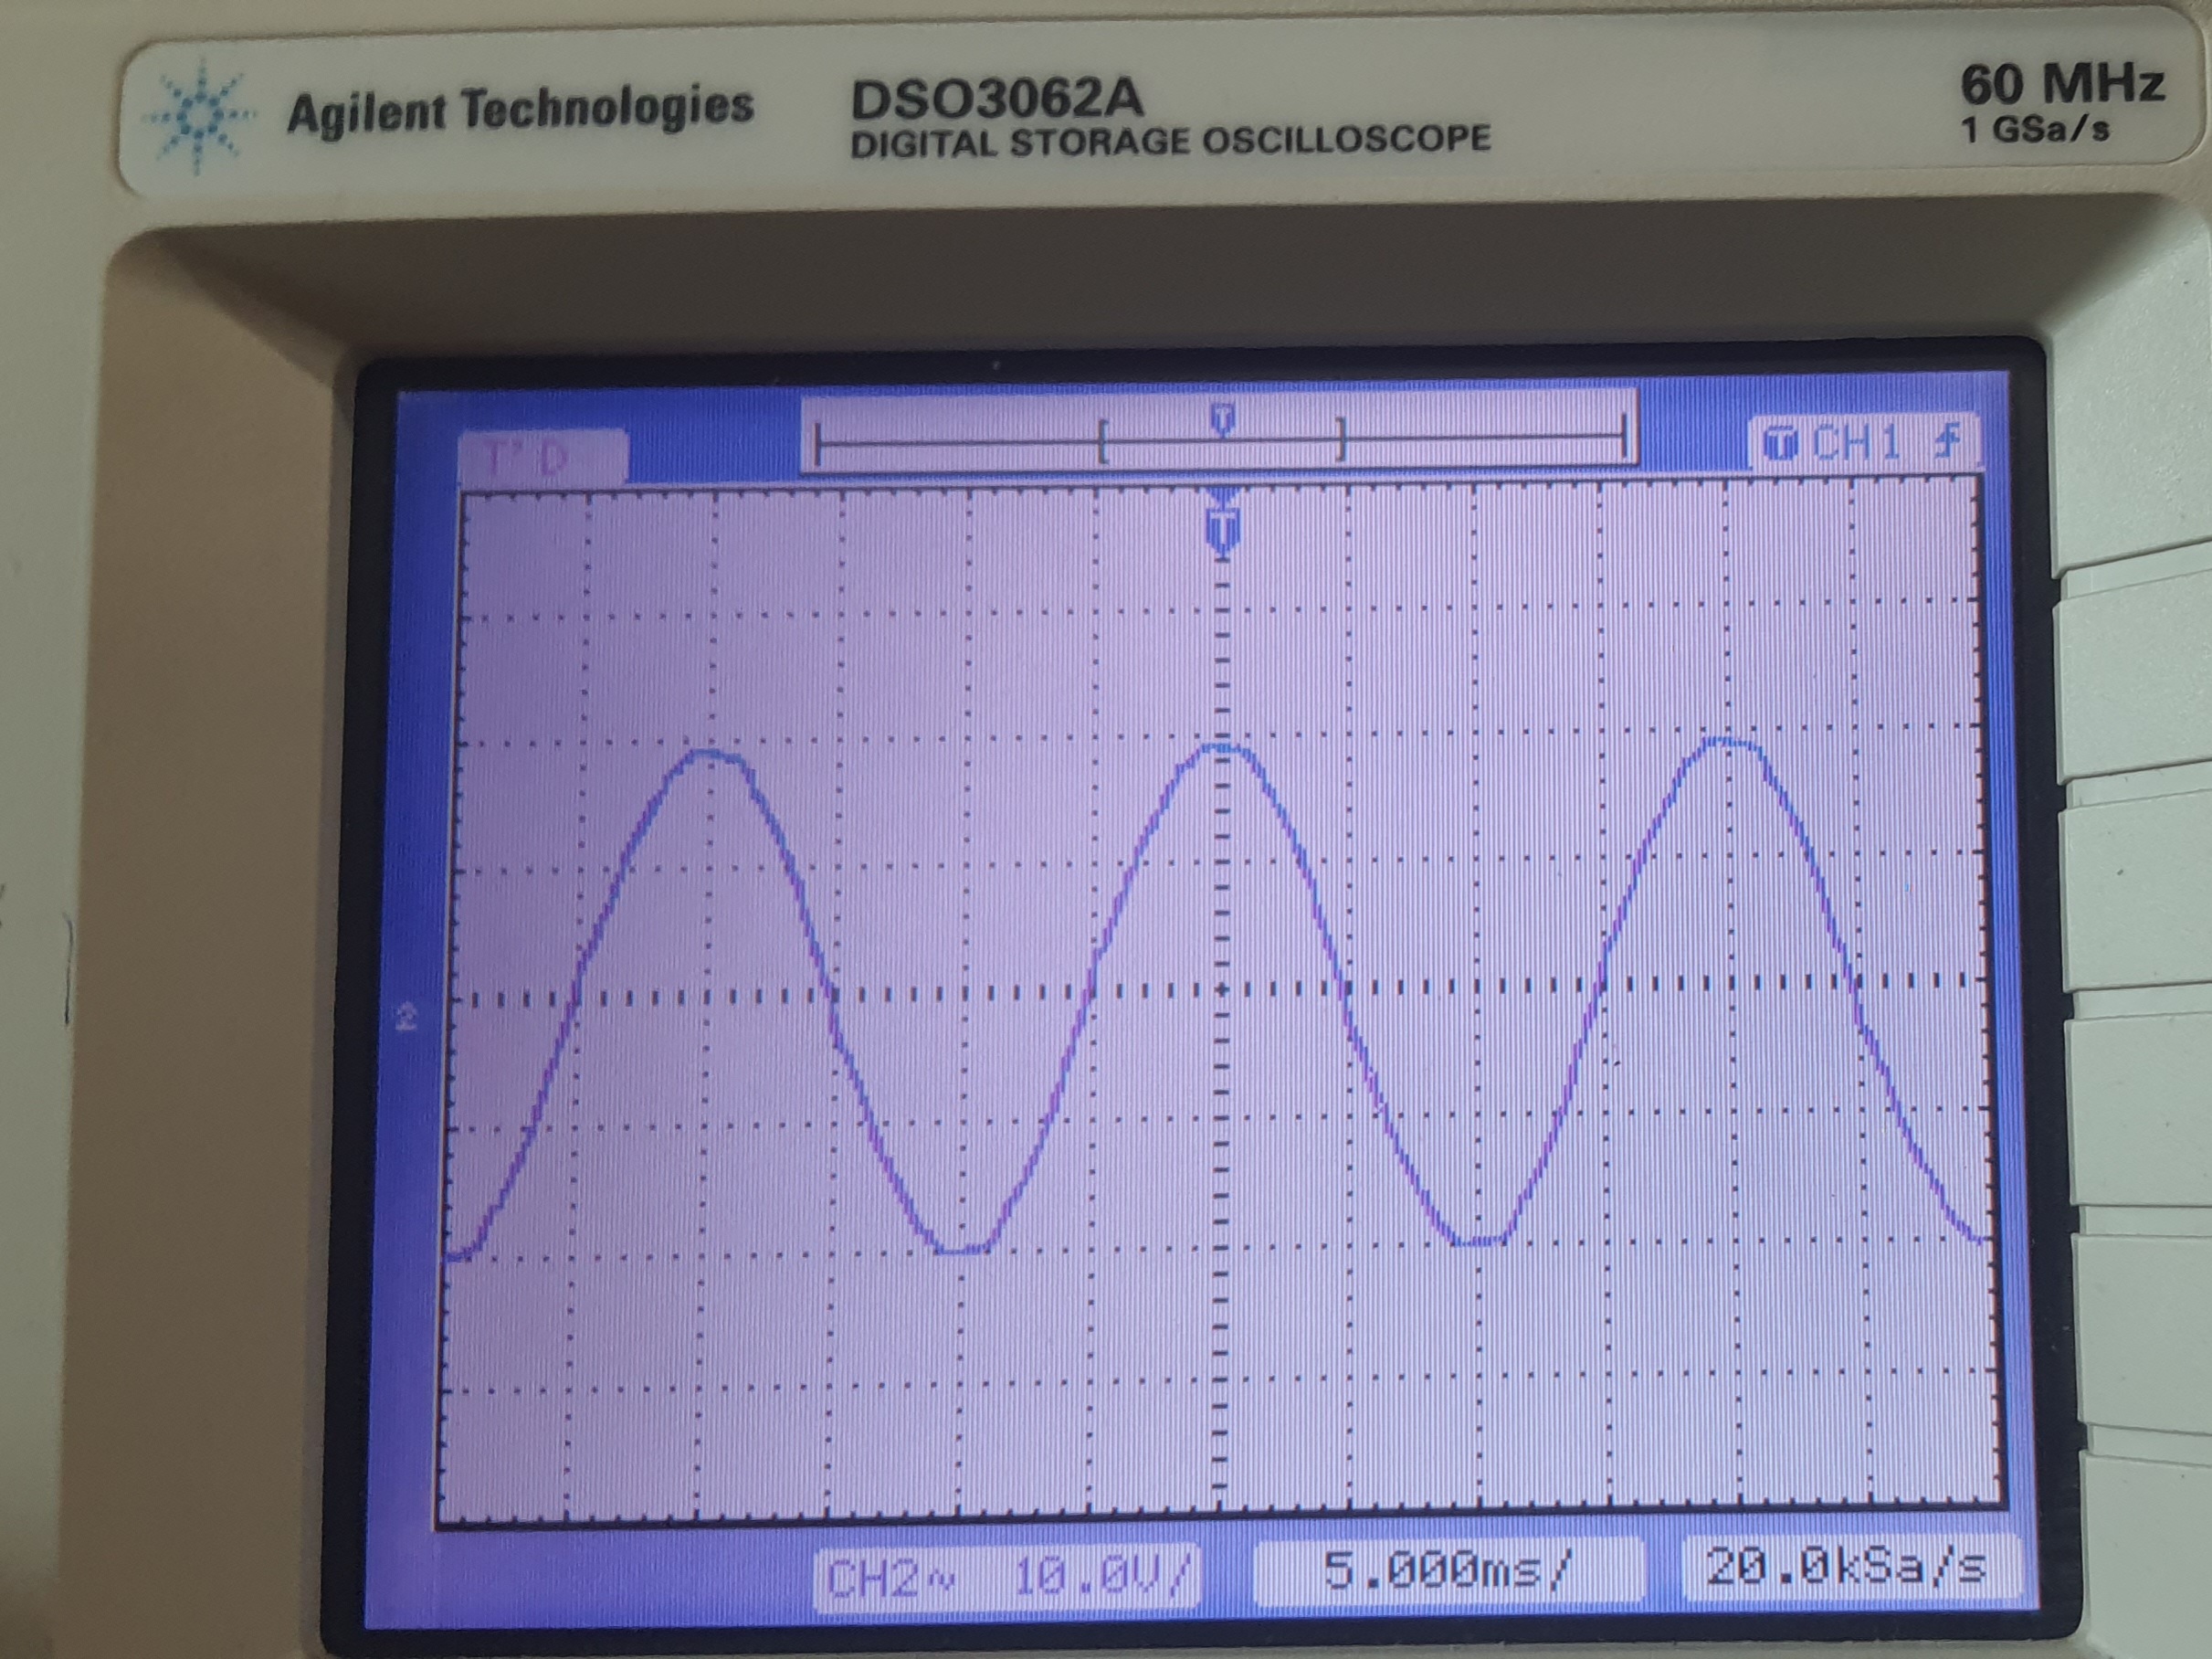 Agilent Technologies
DSO3062A
DIGITAL STORAGE OSCILLOSCOPE
60 MHz
1 GSa/s
T'D
T
T CH1
T
2
CH2~ 10.0V/
5.000ms/
20.0kSa/s